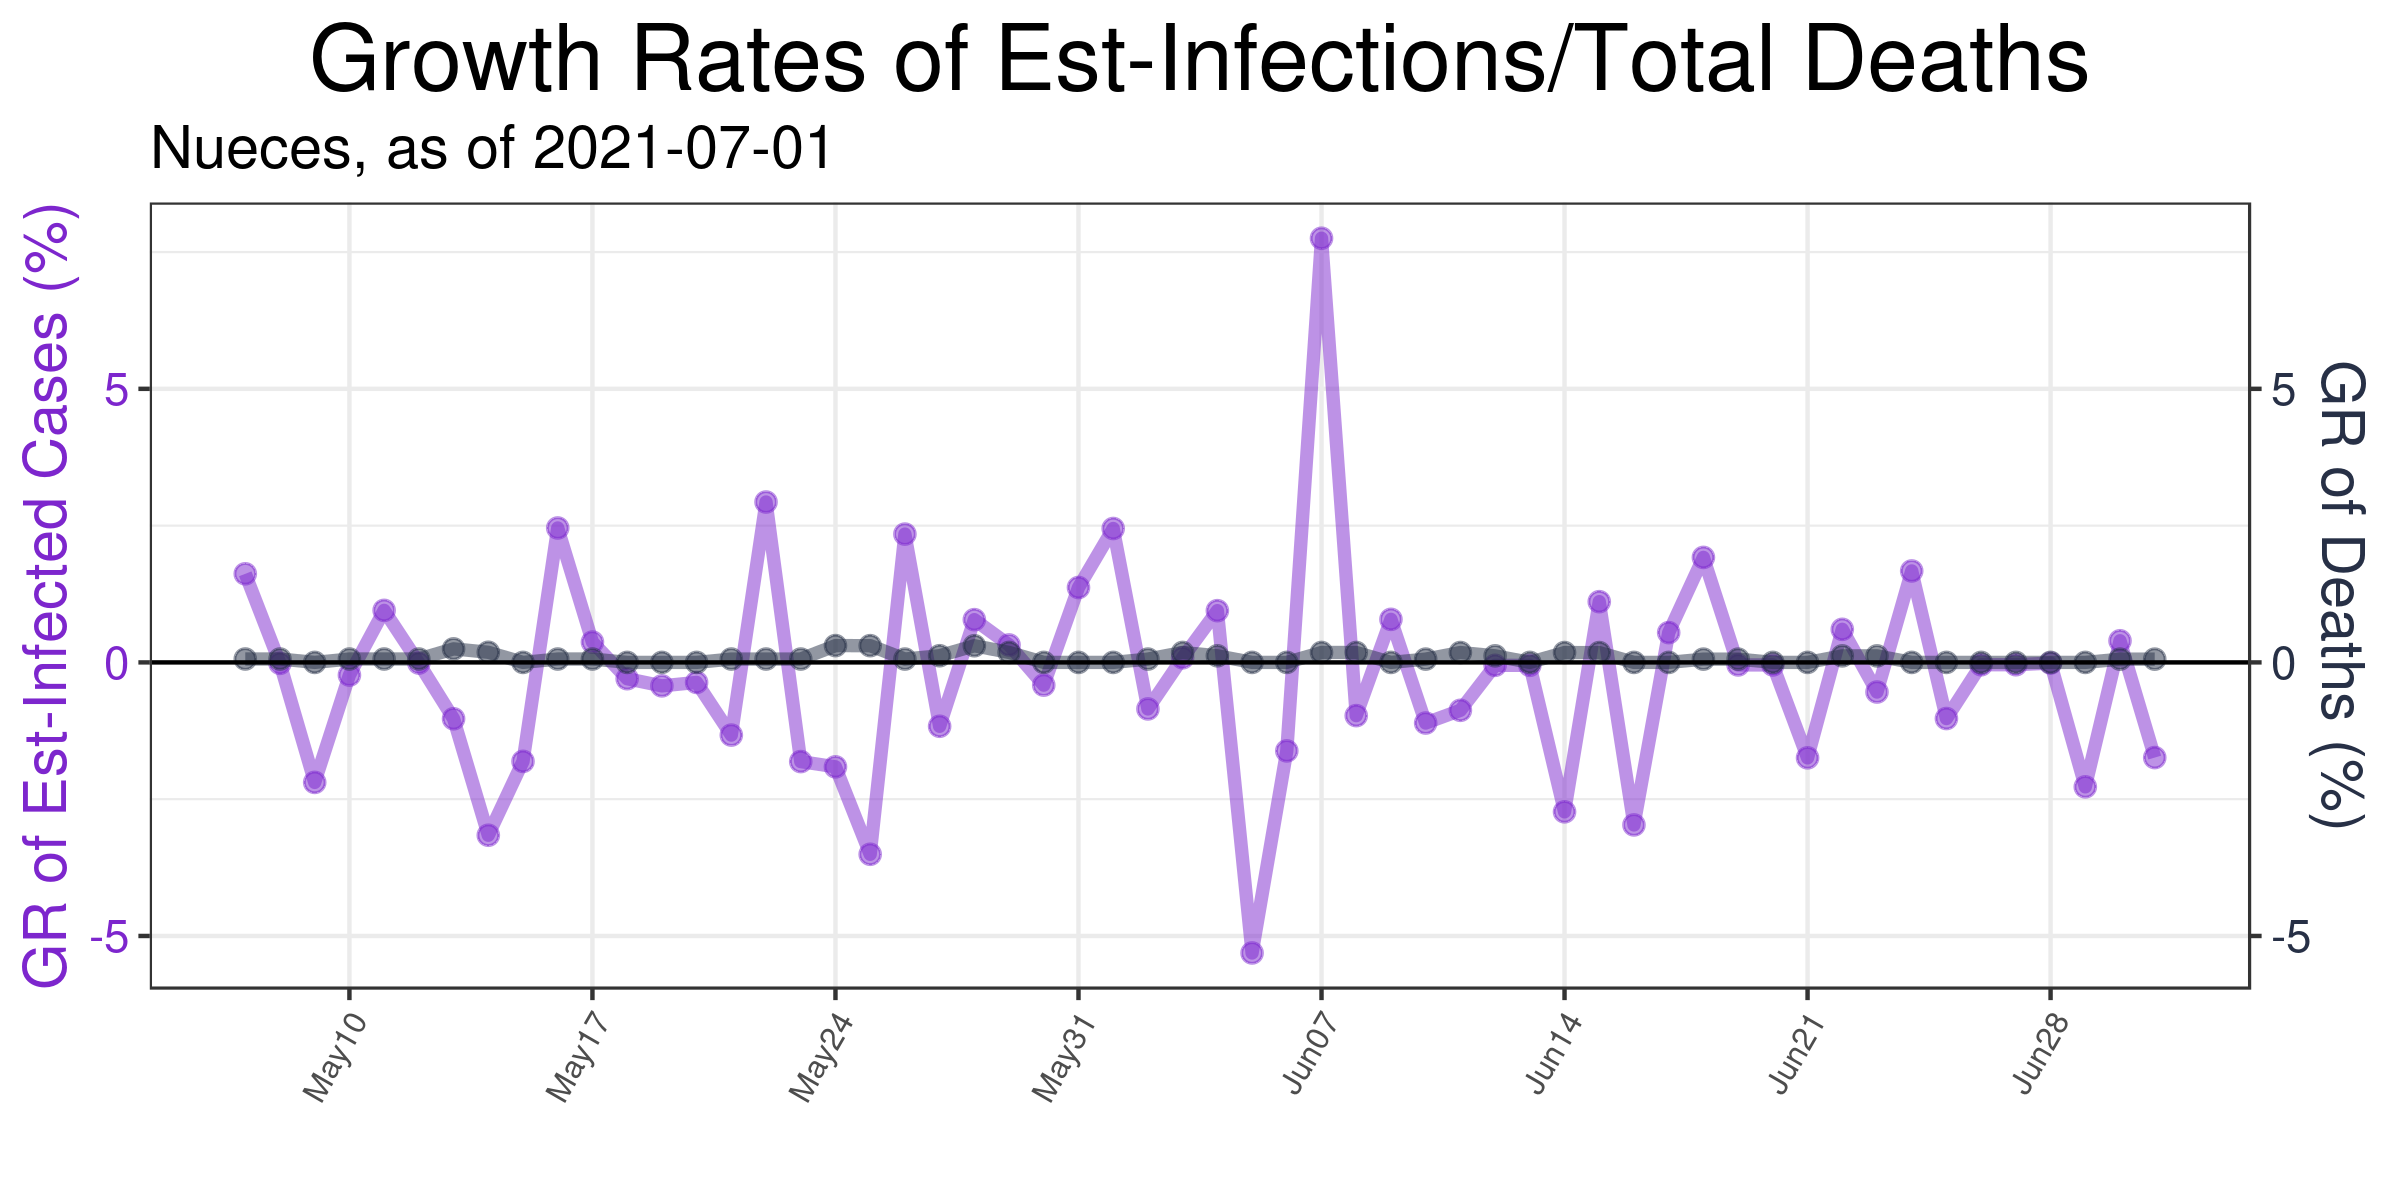 Growth Rates of Est-Infections/Total Deaths
Nueces, as of 2021-07-01
GR of Est-Infected Cases (%)
5
0
-5
5
0
-5
GR of Deaths (%)
May10
May17
May24
May31
Jun07
Jun14
Jun21
Jun28